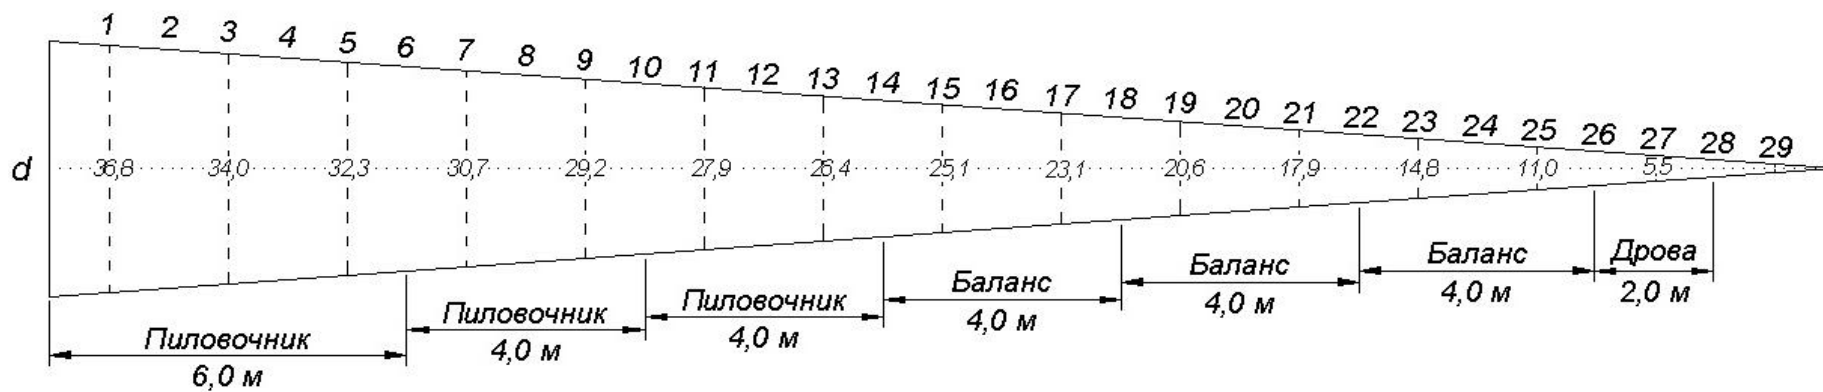 1 2 3 4 5 6 7 8 9 10 11 12 13 14 15 16 17 18 19 20 21 22 23 24 25 26 27 28 29
d 36,8 34,0 32,3 30,7 29,2 27,9 26,4 25,1 23,1 20,6 17,9 14,8 11,0 5,5
Пиловочник
6,0 м
Пиловочник
4,0 м
Пиловочник
4,0 м
Баланс
4,0 м
Баланс
4,0 м
Баланс
4,0 м
Дрова
2,0 м